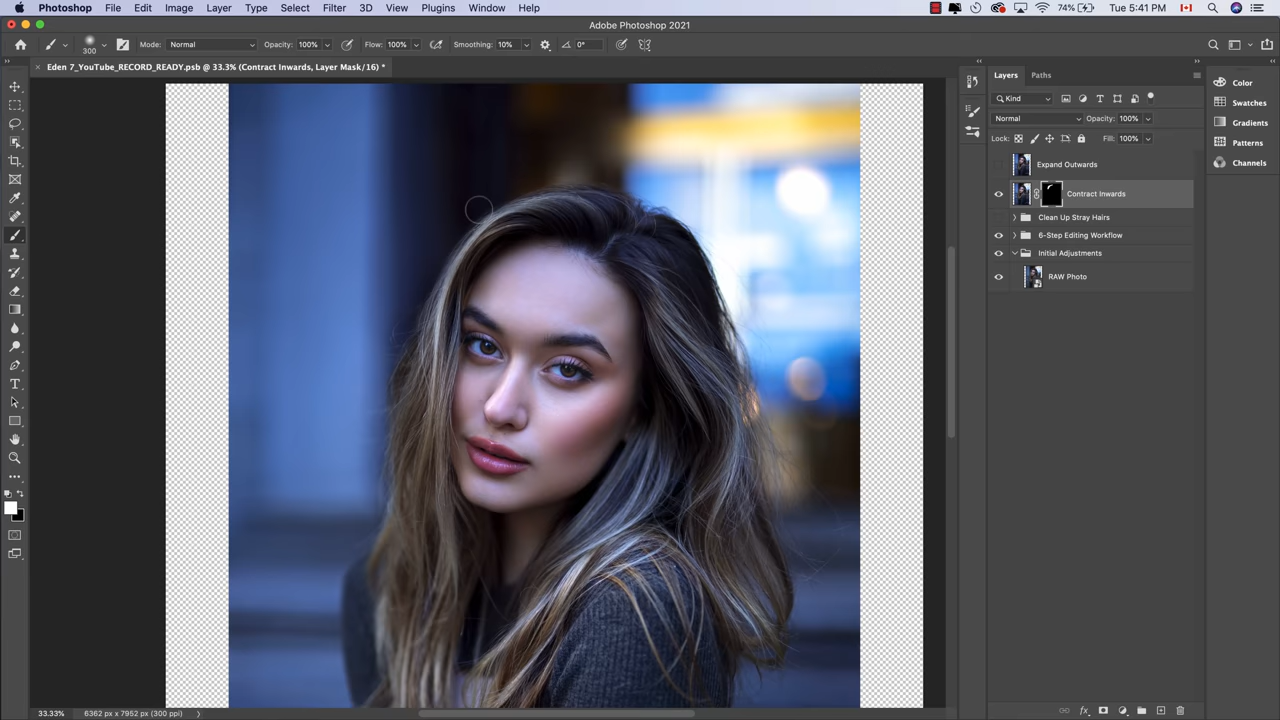 Photoshop File Edit Image Layer Type Select Filter 3D View Plugins Window Help 74% Tue 5:41 PM
Adobe Photoshop 2021
300 Mode: Normal Opacity: 100% Flow: 100% Smoothing: 10% 0°
Eden 7_YouTube_RECORD_READY.psb @ 33.3% (Contract Inwards, Layer Mask/16) *
Layers Paths
Color
Kind
Swatches
Normal Opacity: 100%
Gradients
Lock: Fill: 100%
Patterns
Channels
Expand Outwards
Contract Inwards
Clean Up Stray Hairs
6-Step Editing Workflow
Initial Adjustments
RAW Photo
33.33% 6362 px x 7952 px (300 ppi)